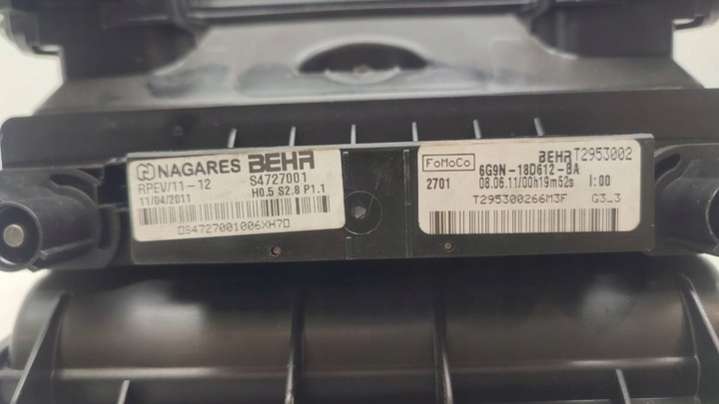 NAGARES BEHR
RPEV/11-12 S4727001
11/04/2011 H0.5 S2.8 P1.1
S4727001006XH7
BEHR T2953002
FoMoCo 6G9N-18D612-BA
2701 08.06.11/00h19m52s I:00
T295300266M3F G3_3